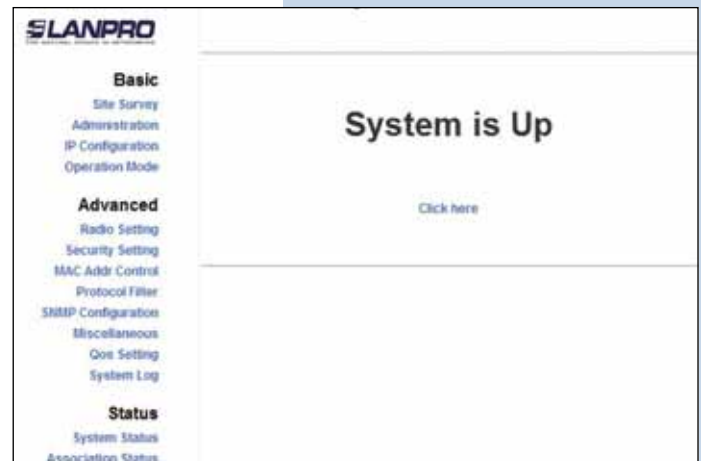 LANPRO
Basic
Site Survey
Administration
IP Configuration
Operation Mode
Advanced
Radio Setting
Security Setting
MAC Addr Control
Protocol Filter
SNMP Configuration
Miscellaneous
Qos Setting
System Log
Status
System Status
Association Status
System is Up
Click here